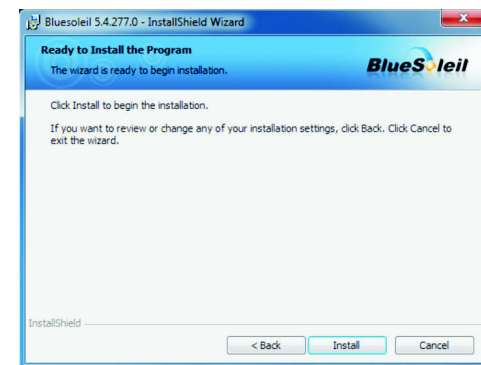 Bluesoleil 5.4.277.0 - InstallShield Wizard
Ready to Install the Program
The wizard is ready to begin installation.
BlueSoleil
Click Install to begin the installation.
If you want to review or change any of your installation settings, click Back. Click Cancel to
exit the wizard.
InstallShield
< Back
Install
Cancel